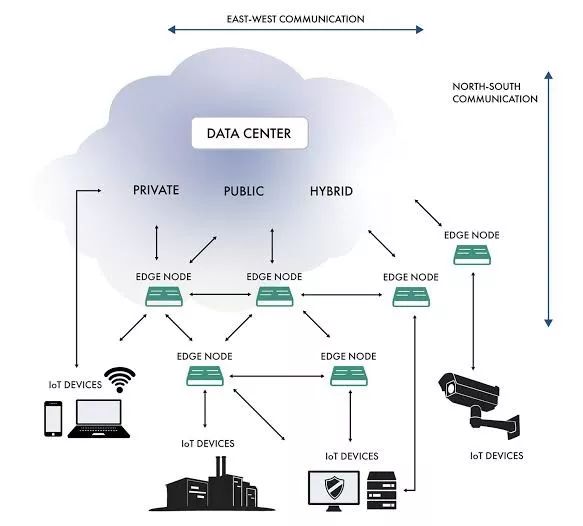 EAST-WEST COMMUNICATION
NORTH-SOUTH
COMMUNICATION
DATA CENTER
PRIVATE
PUBLIC
HYBRID
EDGE NODE
EDGE NODE
EDGE NODE
EDGE NODE
EDGE NODE
EDGE NODE
IoT DEVICES
IoT DEVICES
IoT DEVICES
IoT DEVICES